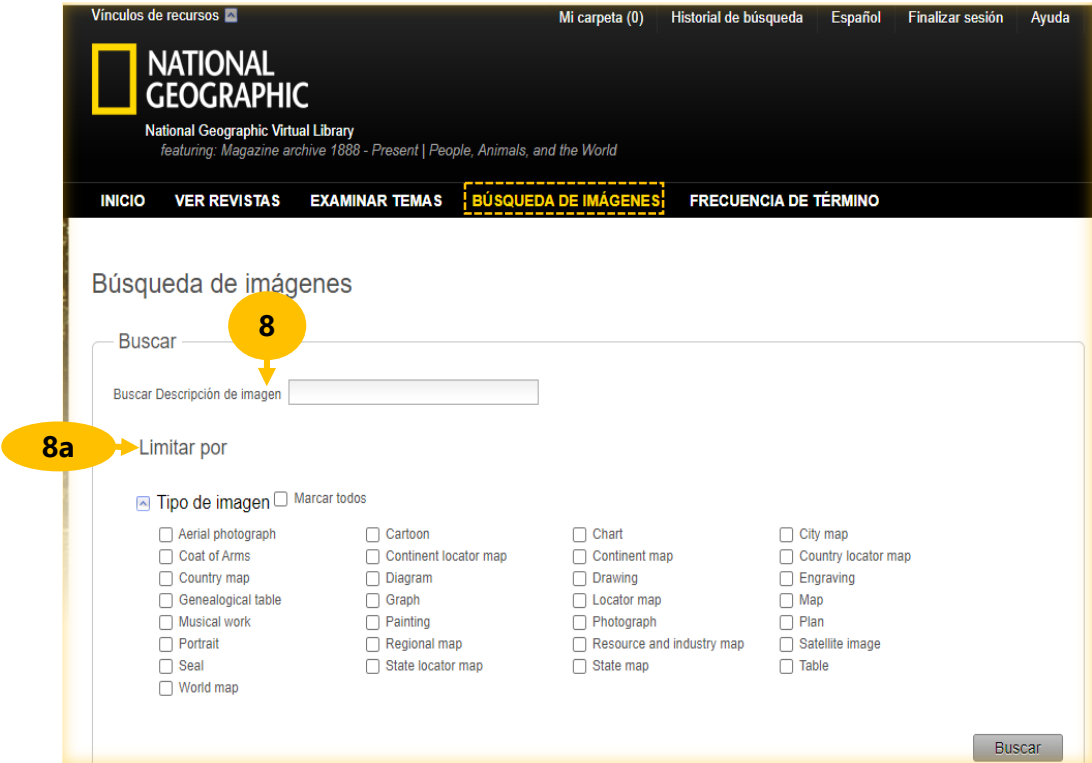 Vínculos de recursos Mi carpeta (0) Historial de búsqueda Español Finalizar sesión Ayuda
NATIONAL
GEOGRAPHIC
National Geographic Virtual Library
featuring: Magazine archive 1888 - Present | People, Animals, and the World
INICIO VER REVISTAS EXAMINAR TEMAS BÚSQUEDA DE IMÁGENES FRECUENCIA DE TÉRMINO
Búsqueda de imágenes
8
Buscar
Buscar Descripción de imagen
8a
Limitar por
Tipo de imagen Marcar todos
Aerial photograph Cartoon Chart City map
Coat of Arms Continent locator map Continent map Country locator map
Country map Diagram Drawing Engraving
Genealogical table Graph Locator map Map
Musical work Painting Photograph Plan
Portrait Regional map Resource and industry map Satellite image
Seal State locator map State map Table
World map
Buscar